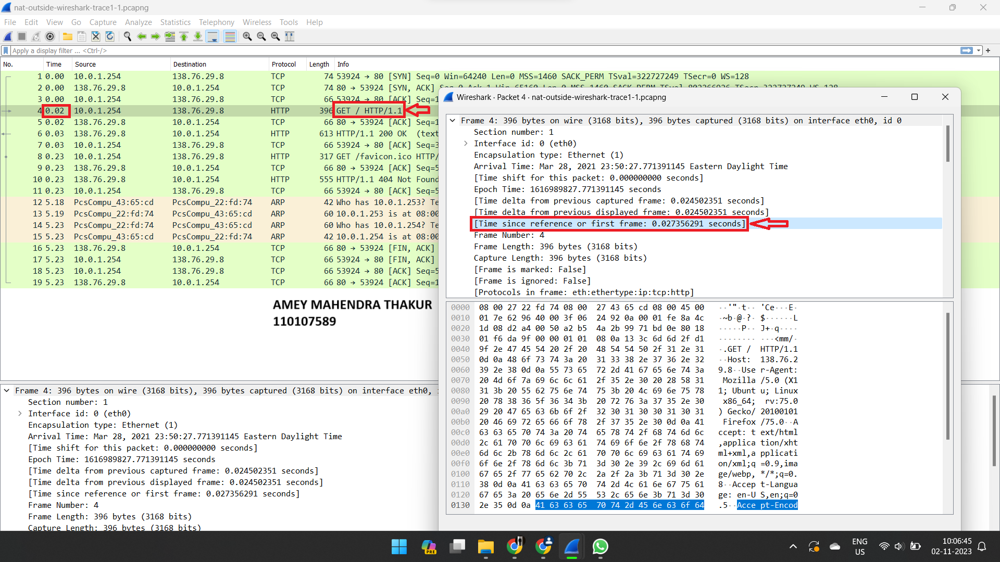 nat-outside-wireshark-trace1-1.pcapng
File Edit View Go Capture Analyze Statistics Telephony Wireless Tools Help
Apply a display filter ... <Ctrl-/>
No. Time Source Destination Protocol Length Info
1 0.00 10.0.1.254 138.76.29.8 TCP 74 53924 → 80 [SYN] Seq=0 Win=64240 Len=0 MSS=1460 SACK_PERM TSval=322727249 TSecr=0 WS=128
2 0.00 138.76.29.8 10.0.1.254 TCP 74 80 → 53924 [SYN, ACK] Seq=0 Ack=1 Win=65160 Len=0 MSS=1460 SACK_PERM TSval=802266926 TSecr=322727249 WS=128
3 0.00 10.0.1.254 138.76.29.8 TCP 66 53924 → 80 [ACK] Seq=1
4 0.02 10.0.1.254 138.76.29.8 HTTP 396 GET / HTTP/1.1
5 0.02 138.76.29.8 10.0.1.254 TCP 66 80 → 53924 [ACK] Seq=1
6 0.03 138.76.29.8 10.0.1.254 HTTP 613 HTTP/1.1 200 OK (text
7 0.03 10.0.1.254 138.76.29.8 TCP 66 53924 → 80 [ACK] Seq=3
8 0.03 10.0.1.254 138.76.29.8 HTTP 317 GET /favicon.ico HTTP/
9 0.23 138.76.29.8 10.0.1.254 TCP 66 80 → 53924 [ACK] Seq=5
10 0.23 138.76.29.8 10.0.1.254 HTTP 555 HTTP/1.1 404 Not Found
11 0.23 10.0.1.254 138.76.29.8 TCP 66 53924 → 80 [ACK] Seq=5
12 5.18 PcsCompu_43:65:cd PcsCompu_22:fd:74 ARP 42 Who has 10.0.1.253? Te
13 5.19 PcsCompu_22:fd:74 PcsCompu_43:65:cd ARP 60 10.0.1.253 is at 08:00
14 5.23 PcsCompu_22:fd:74 PcsCompu_43:65:cd ARP 60 Who has 10.0.1.254? Te
15 5.23 PcsCompu_43:65:cd PcsCompu_22:fd:74 ARP 42 10.0.1.254 is at 08:00
16 5.23 138.76.29.8 10.0.1.254 TCP 66 80 → 53924 [FIN, ACK]
17 5.23 10.0.1.254 138.76.29.8 TCP 66 53924 → 80 [FIN, ACK]
18 5.23 10.0.1.254 138.76.29.8 TCP 66 53924 → 80 [ACK] Seq=5
19 5.23 138.76.29.8 10.0.1.254 TCP 66 80 → 53924 [ACK] Seq=1
AMEY MAHENDRA THAKUR
110107589
Frame 4: 396 bytes on wire (3168 bits), 396 bytes captured (3168 bits) on interface eth0,
Section number: 1
Interface id: 0 (eth0)
Encapsulation type: Ethernet (1)
Arrival Time: Mar 28, 2021 23:50:27.771391145 Eastern Daylight Time
[Time shift for this packet: 0.000000000 seconds]
Epoch Time: 1616989827.771391145 seconds
[Time delta from previous captured frame: 0.024502351 seconds]
[Time delta from previous displayed frame: 0.024502351 seconds]
[Time since reference or first frame: 0.027356291 seconds]
Frame Number: 4
Frame Length: 396 bytes (3168 bits)
Capture Length: 396 bytes (3168 bits)
Wireshark · Packet 4 · nat-outside-wireshark-trace1-1.pcapng
Frame 4: 396 bytes on wire (3168 bits), 396 bytes captured (3168 bits) on interface eth0, id 0
Section number: 1
Interface id: 0 (eth0)
Encapsulation type: Ethernet (1)
Arrival Time: Mar 28, 2021 23:50:27.771391145 Eastern Daylight Time
[Time shift for this packet: 0.000000000 seconds]
Epoch Time: 1616989827.771391145 seconds
[Time delta from previous captured frame: 0.024502351 seconds]
[Time delta from previous displayed frame: 0.024502351 seconds]
[Time since reference or first frame: 0.027356291 seconds]
Frame Number: 4
Frame Length: 396 bytes (3168 bits)
Capture Length: 396 bytes (3168 bits)
[Frame is marked: False]
[Frame is ignored: False]
[Protocols in frame: eth:ethertype:ip:tcp:http]
0000 08 00 27 22 fd 74 08 00 27 43 65 cd 08 00 45 00 ··'"·t·· 'Ce···E·
0010 01 7e 62 96 40 00 3f 06 24 92 0a 00 01 fe 8a 4c ·~b·@·?· $······L
0020 1d 08 d2 a4 00 50 a2 b5 4a 2b 99 71 bd 0e 80 18 ·····P·· J+·q····
0030 01 f6 da 9f 00 00 01 01 08 0a 13 3c 6d 6d 2f d1 ········ ···<mm/·
0040 9f 2e 47 45 54 20 2f 20 48 54 54 50 2f 31 2e 31 ·.GET / HTTP/1.1
0050 0d 0a 48 6f 73 74 3a 20 31 33 38 2e 37 36 2e 32 ··Host: 138.76.2
0060 39 2e 38 0d 0a 55 73 65 72 2d 41 67 65 6e 74 3a 9.8··Use r-Agent:
0070 20 4d 6f 7a 69 6c 6c 61 2f 35 2e 30 20 28 58 31 Mozilla /5.0 (X1
0080 31 3b 20 55 62 75 6e 74 75 3b 20 4c 69 6e 75 78 1; Ubunt u; Linux
0090 20 78 38 36 5f 36 34 3b 20 72 76 3a 37 35 2e 30 x86_64; rv:75.0
00a0 29 20 47 65 63 6b 6f 2f 32 30 31 30 30 31 30 31 ) Gecko/ 20100101
00b0 20 46 69 72 65 66 6f 78 2f 37 35 2e 30 0d 0a 41 Firefox /75.0··A
00c0 63 63 65 70 74 3a 20 74 65 78 74 2f 68 74 6d 6c ccept: t ext/html
00d0 2c 61 70 70 6c 69 63 61 74 69 6f 6e 2f 78 68 74 ,applica tion/xht
00e0 6d 6c 2b 78 6d 6c 2c 61 70 70 6c 69 63 61 74 69 ml+xml,a pplicati
00f0 6f 6e 2f 78 6d 6c 3b 71 3d 30 2e 39 2c 69 6d 61 on/xml;q =0.9,ima
0100 67 65 2f 77 65 62 70 2c 2a 2f 2a 3b 71 3d 30 2e ge/webp, */*;q=0.
0110 38 0d 0a 41 63 63 65 70 74 2d 4c 61 6e 67 75 61 8··Accep t-Langua
0120 67 65 3a 20 65 6e 2d 55 53 2c 65 6e 3b 71 3d 30 ge: en-U S,en;q=0
0130 2e 35 0d 0a 41 63 63 65 70 74 2d 45 6e 63 6f 64 .5··Acce pt-Encod
PRE
ENG
US
10:06:45
02-11-2023